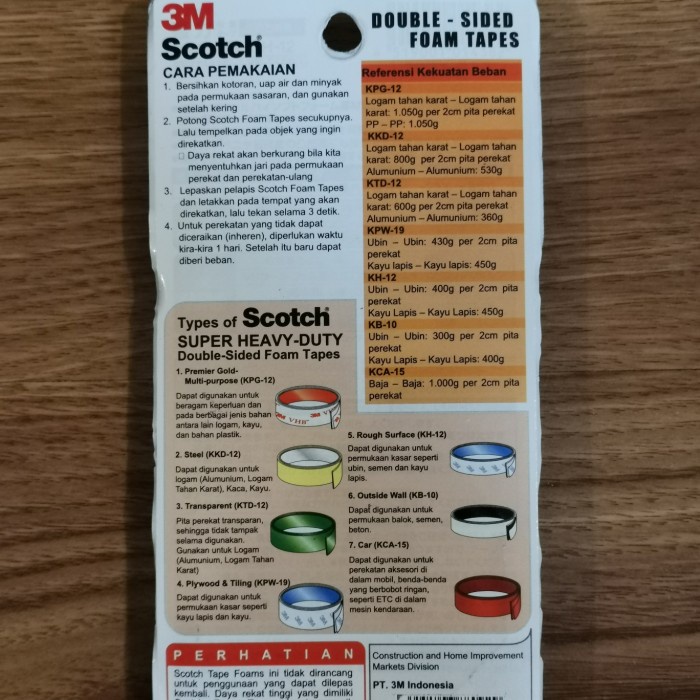 3M
Scotch
DOUBLE - SIDED
FOAM TAPES
CARA PEMAKAIAN
1. Bersihkan kotoran, uap air dan minyak
pada permukaan sasaran, dan gunakan
setelah kering
2. Potong Scotch Foam Tapes secukupnya.
Lalu tempelkan pada objek yang ingin
direkatkan.
□ Daya rekat akan berkurang bila kita
menyentuhkan jari pada permukaan
perekat dan perekatan-ulang
3. Lepaskan pelapis Scotch Foam Tapes
dan letakkan pada tempat yang akan
direkatkan, lalu tekan selama 3 detik.
4. Untuk perekatan yang tidak dapat
diceraikan (inheren), diperlukan waktu
kira-kira 1 hari. Setelah itu baru dapat
diberi beban.
Referensi Kekuatan Beban
KPG-12
Logam tahan karat – Logam tahan
karat: 1.050g per 2cm pita perekat
PP – PP: 1.050g
KKD-12
Logam tahan karat – Logam tahan
karat: 800g per 2cm pita perekat
Alumunium – Alumunium: 530g
KTD-12
Logam tahan karat – Logam tahan
karat: 600g per 2cm pita perekat
Alumunium – Alumunium: 360g
KPW-19
Ubin – Ubin: 430g per 2cm pita
perekat
Kayu lapis – Kayu lapis: 450g
KH-12
Ubin – Ubin: 400g per 2cm pita
perekat
Kayu Lapis – Kayu lapis: 450g
KB-10
Ubin – Ubin: 300g per 2cm pita
perekat
Kayu Lapis – Kayu lapis: 400g
KCA-15
Baja – Baja: 1.000g per 2cm pita
perekat
Types of Scotch
SUPER HEAVY-DUTY
Double-Sided Foam Tapes
1. Premier Gold-
Multi-purpose (KPG-12)
Dapat digunakan untuk
beragam keperluan dan
pada berbagai jenis bahan
antara lain logam, kayu,
dan bahan plastik.
2. Steel (KKD-12)
Dapat digunakan untuk
logam (Alumunium, Logam
Tahan Karat), Kaca, Kayu.
3. Transparent (KTD-12)
Pita perekat transparan,
sehingga tidak tampak
selama digunakan.
Gunakan untuk Logam
(Alumunium, Logam Tahan
Karat)
4. Plywood & Tiling (KPW-19)
Dapat digunakan untuk
permukaan kasar seperti
kayu lapis dan kayu.
5. Rough Surface (KH-12)
Dapat digunakan untuk
permukaan kasar seperti
ubin, semen dan kayu
lapis.
6. Outside Wall (KB-10)
Dapat digunakan untuk
permukaan balok, semen,
beton.
7. Car (KCA-15)
Dapat digunakan untuk
perekatan aksesori di
dalam mobil, benda-benda
yang berbobot ringan,
seperti ETC di dalam
mesin kendaraan.
PERHATIAN
Scotch Tape Foams ini tidak dirancang
untuk penggunaan yang dapat dilepas
kembali. Daya rekat tinggi yang dimiliki
Construction and Home Improvement
Markets Division
PT. 3M Indonesia